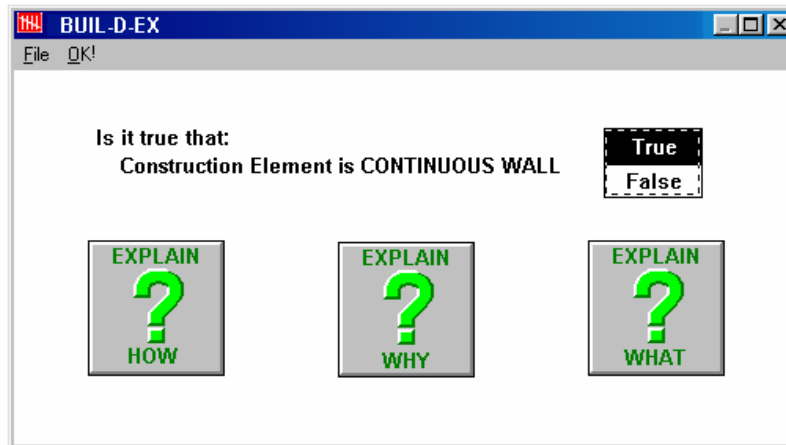 BUIL-D-EX
File OK!
Is it true that:
Construction Element is CONTINUOUS WALL
True
False
EXPLAIN
HOW
EXPLAIN
WHY
EXPLAIN
WHAT